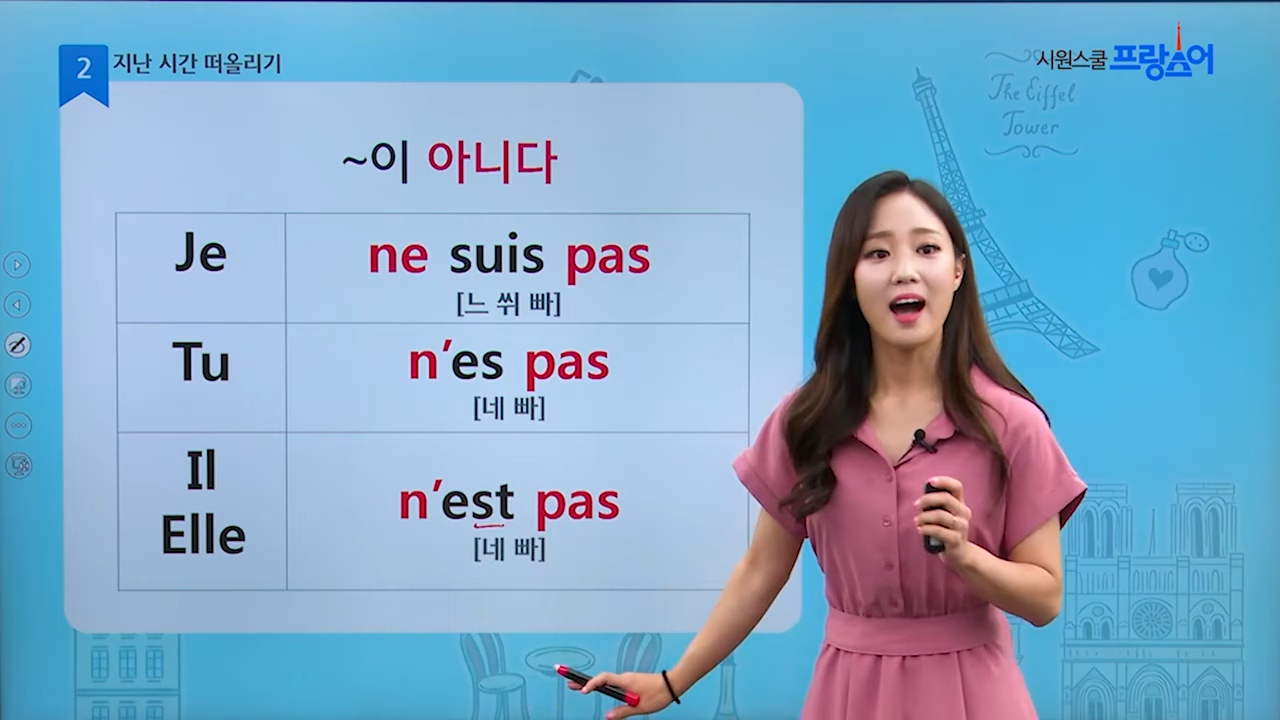 2 지난 시간 떠올리기
시원스쿨 프랑스어
The Eiffel
Tower
~이 아니다
Je ne suis pas
[느 쒸 빠]
Tu n’es pas
[네 빠]
Il
Elle
n’est pas
[네 빠]